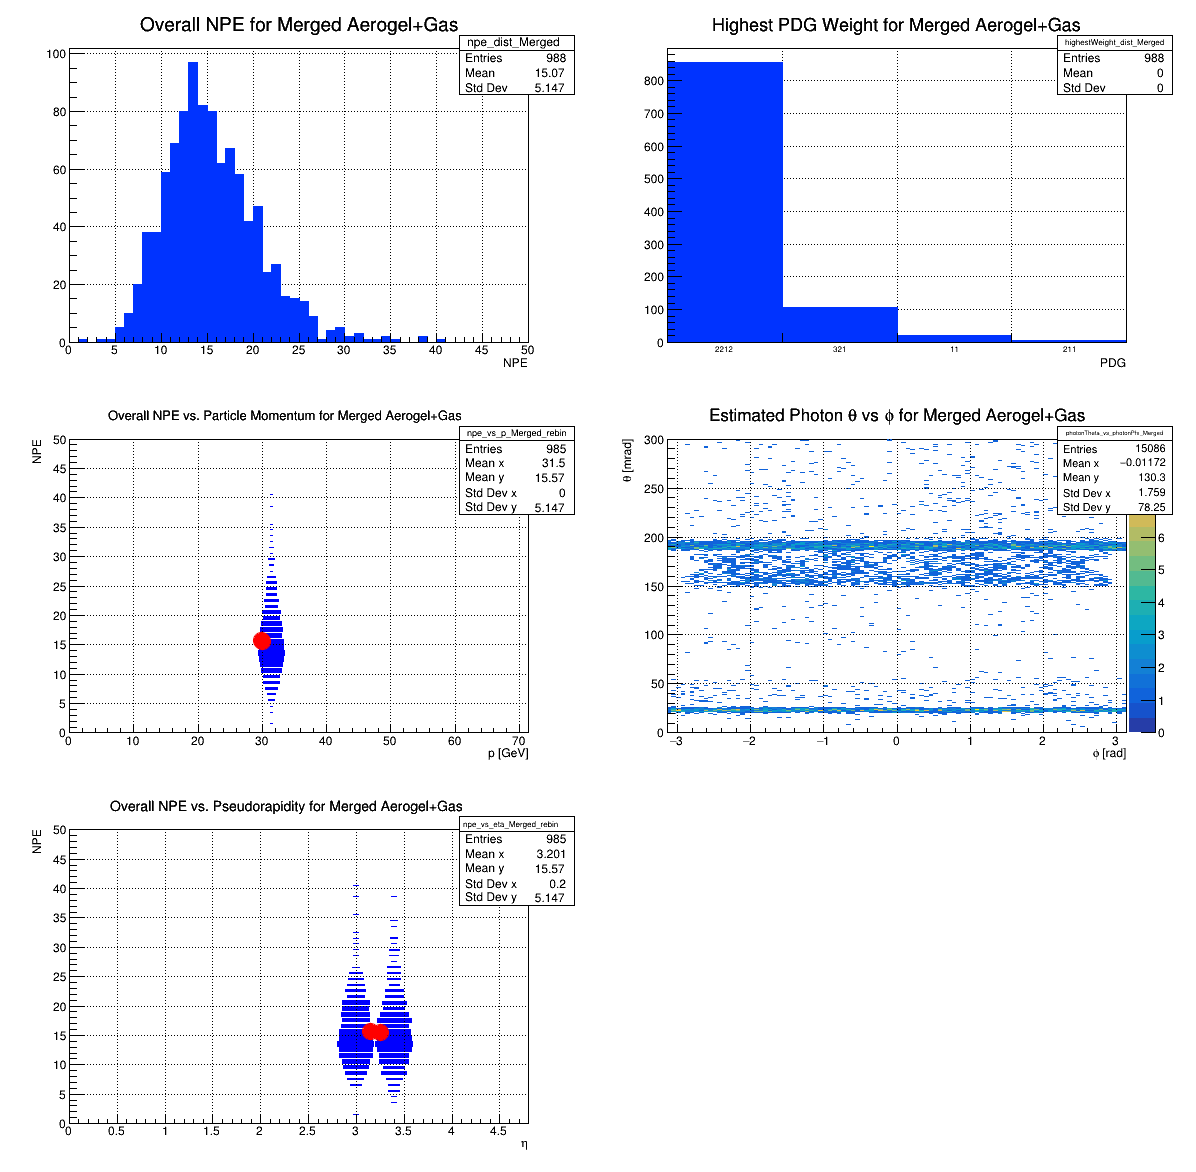 Overall NPE for Merged Aerogel+Gas
npe_dist_Merged
Entries 988
Mean 15.07
Std Dev 5.147
100
80
60
40
20
0
0 5 10 15 20 25 30 35 40 45 50
NPE
Highest PDG Weight for Merged Aerogel+Gas
highestWeight_dist_Merged
Entries 988
Mean 0
Std Dev 0
800
700
600
500
400
300
200
100
0
2212 321 11 211
PDG
Overall NPE vs. Particle Momentum for Merged Aerogel+Gas
npe_vs_p_Merged_rebin
Entries 985
Mean x 31.5
Mean y 15.57
Std Dev x 0
Std Dev y 5.147
NPE
50
45
40
35
30
25
20
15
10
5
0
0 10 20 30 40 50 60 70
p [GeV]
Estimated Photon θ vs ϕ for Merged Aerogel+Gas
photonTheta_vs_photonPhi_Merged
Entries 15086
Mean x −0.01172
Mean y 130.3
Std Dev x 1.759
Std Dev y 78.25
θ [mrad]
300
250
200
150
100
50
0
−3 −2 −1 0 1 2 3
ϕ [rad]
6
5
4
3
2
1
0
Overall NPE vs. Pseudorapidity for Merged Aerogel+Gas
npe_vs_eta_Merged_rebin
Entries 985
Mean x 3.201
Mean y 15.57
Std Dev x 0.2
Std Dev y 5.147
NPE
50
45
40
35
30
25
20
15
10
5
0
0 0.5 1 1.5 2 2.5 3 3.5 4 4.5
η